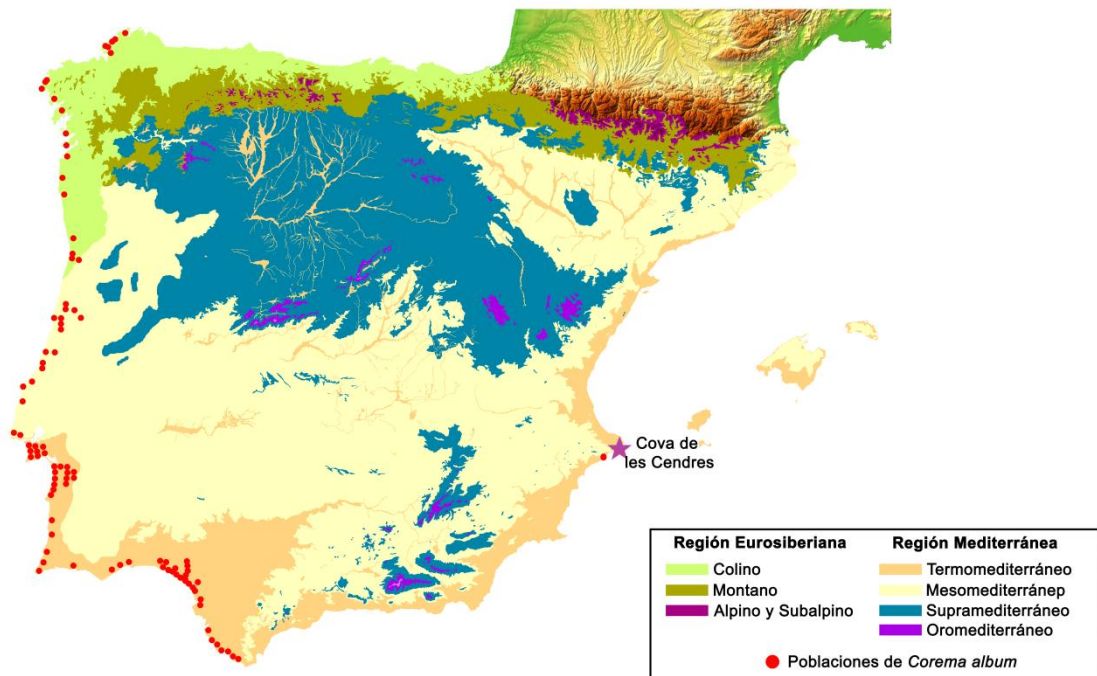 Cova de
les Cendres
Región Eurosiberiana
Colino
Montano
Alpino y Subalpino
Región Mediterránea
Termomediterráneo
Mesomediterránep
Supramediterráneo
Oromediterráneo
Poblaciones de Corema album